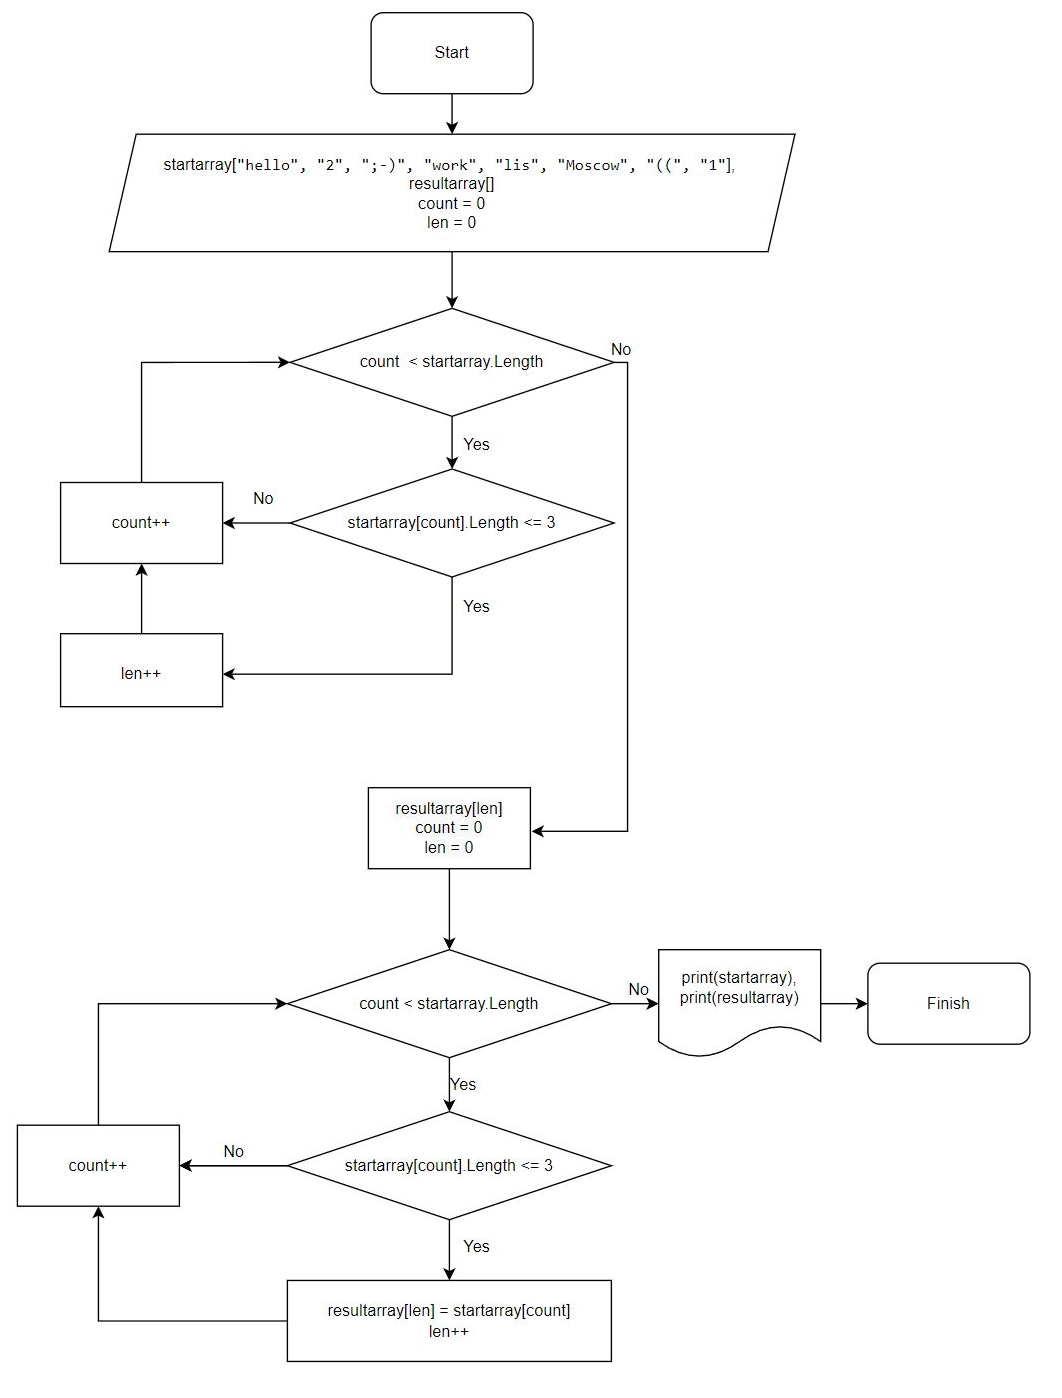 Start
startarray["hello", "2", ";-)", "work", "lis", "Moscow", "((", "1"],
resultarray[]
count = 0
len = 0
count  < startarray.Length
No
Yes
startarray[count].Length <= 3
No
count++
Yes
len++
resultarray[len]
count = 0
len = 0
count < startarray.Length
No
print(startarray),
print(resultarray)
Finish
Yes
startarray[count].Length <= 3
No
count++
Yes
resultarray[len] = startarray[count]
len++